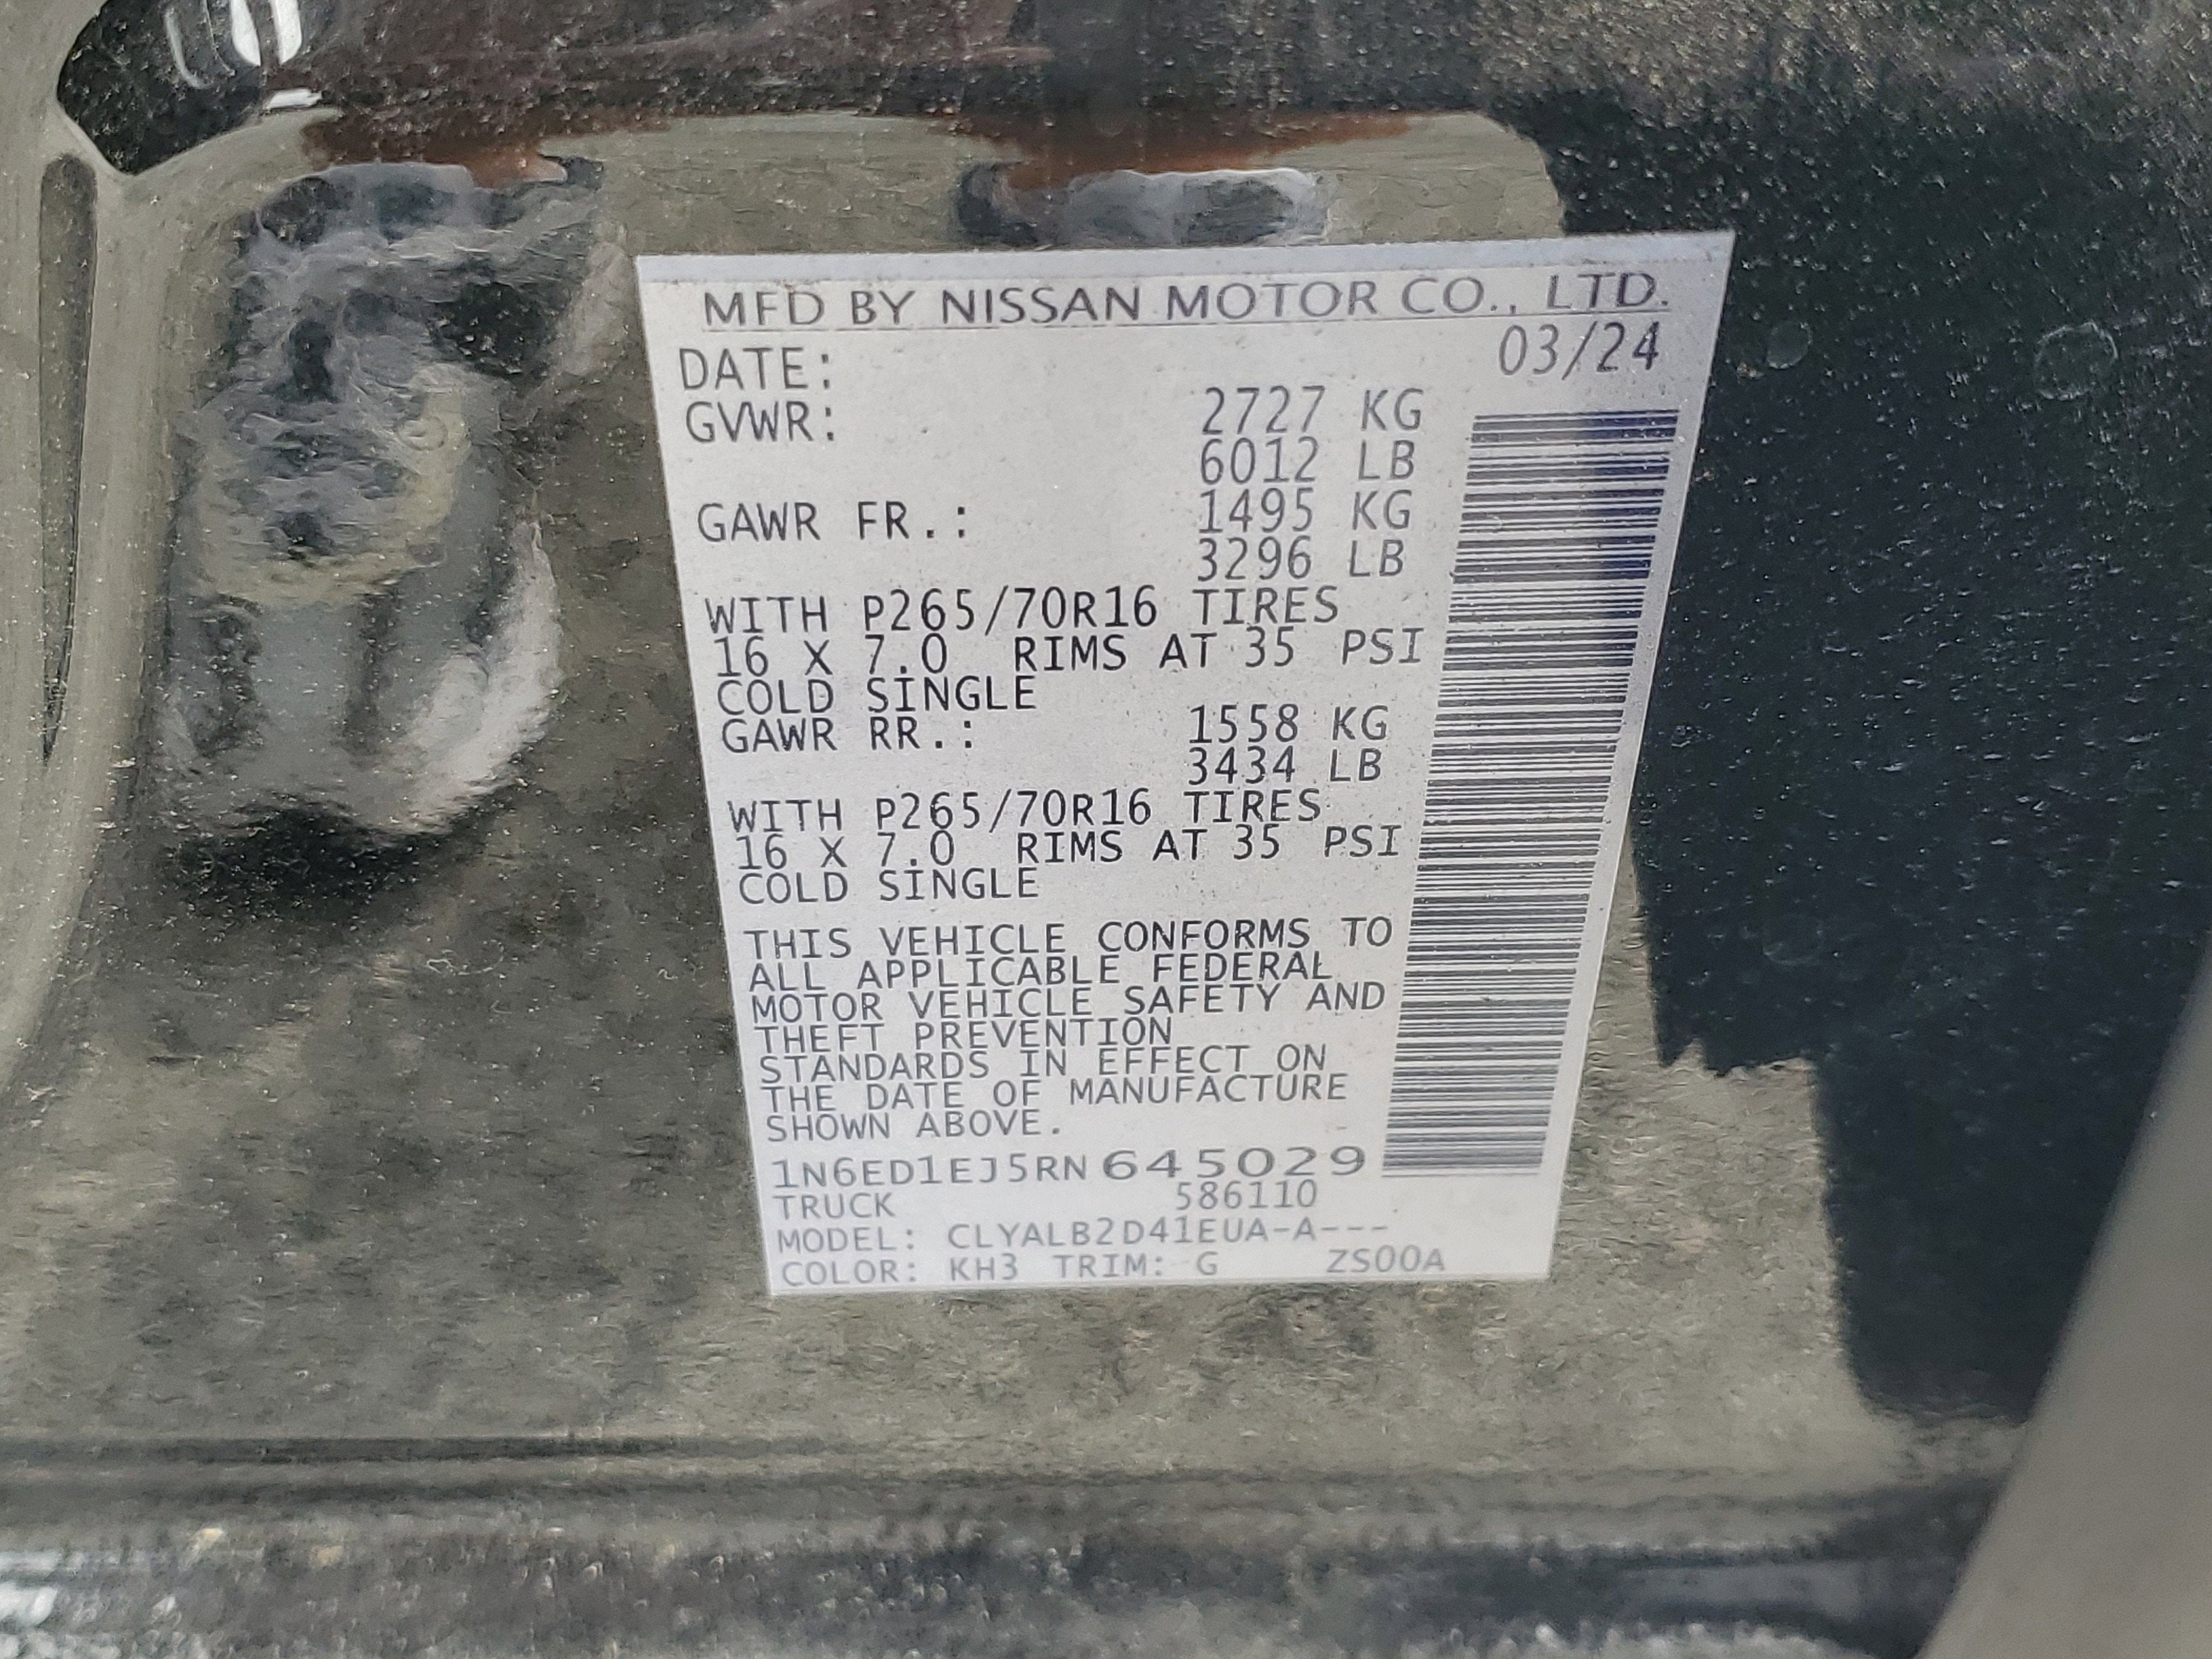 MFD BY NISSAN MOTOR CO., LTD.
DATE: 03/24
GVWR: 2727 KG
6012 LB
GAWR FR.: 1495 KG
3296 LB
WITH P265/70R16 TIRES
16 X 7.0 RIMS AT 35 PSI
COLD SINGLE
GAWR RR.: 1558 KG
3434 LB
WITH P265/70R16 TIRES
16 X 7.0 RIMS AT 35 PSI
COLD SINGLE
THIS VEHICLE CONFORMS TO
ALL APPLICABLE FEDERAL
MOTOR VEHICLE SAFETY AND
THEFT PREVENTION
STANDARDS IN EFFECT ON
THE DATE OF MANUFACTURE
SHOWN ABOVE.
1N6ED1EJ5RN645029
TRUCK 586110
MODEL: CLYALB2D41EUA-A---
COLOR: KH3 TRIM: G ZS00A